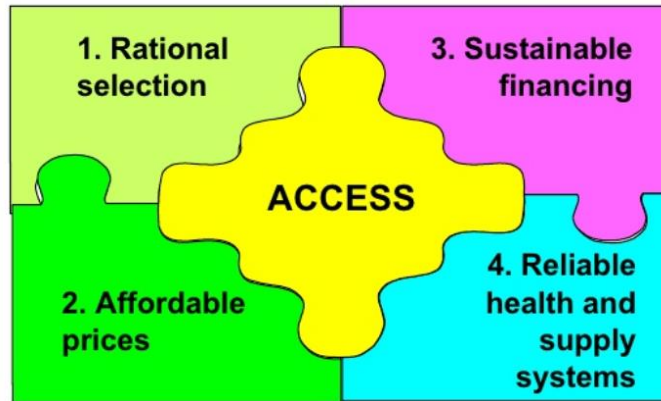 1. Rational
selection
3. Sustainable
financing
ACCESS
2. Affordable
prices
4. Reliable
health and
supply
systems